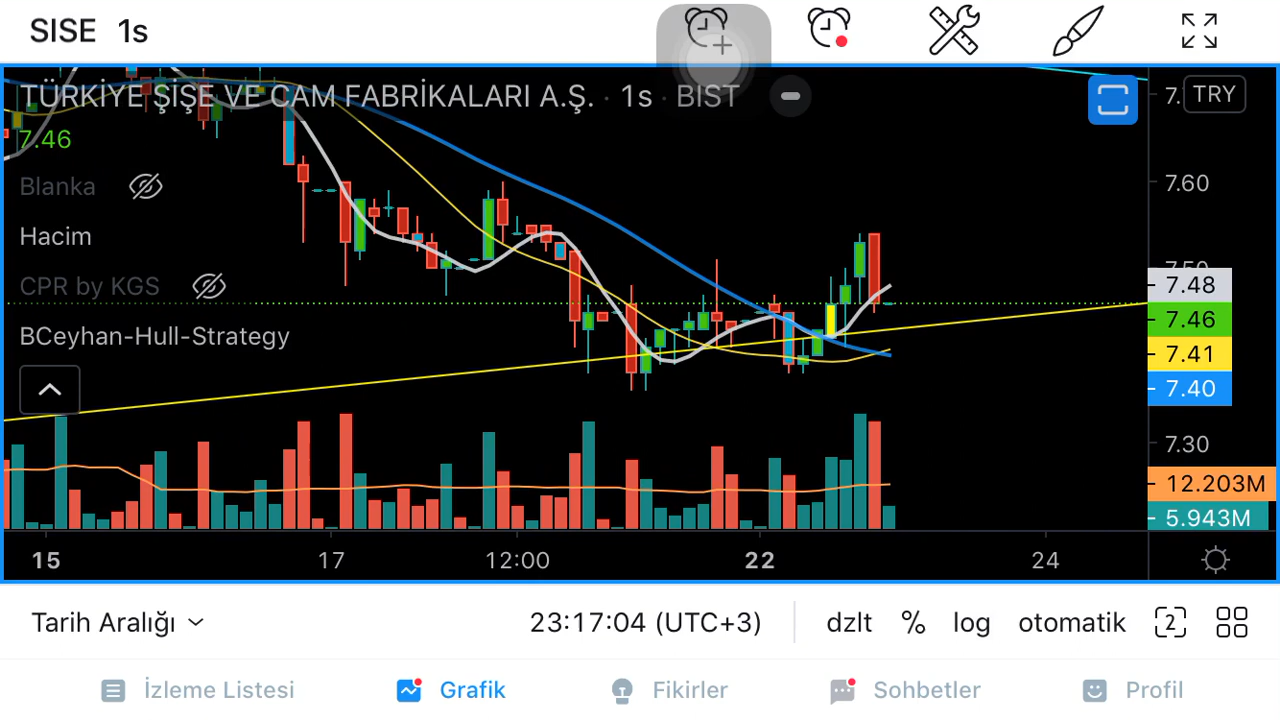 SISE 1s
TÜRKİYE ŞİŞE VE CAM FABRİKALARI A.Ş. · 1s · BIST
TRY
7.46
Blanka
7.60
Hacim
CPR by KGS
7.50
7.48
7.46
BCeyhan-Hull-Strategy
7.41
7.40
7.30
12.203M
5.943M
15 17 12:00 22 24
Tarih Aralığı 23:17:04 (UTC+3) dzlt % log otomatik 2
İzleme Listesi Grafik Fikirler Sohbetler Profil